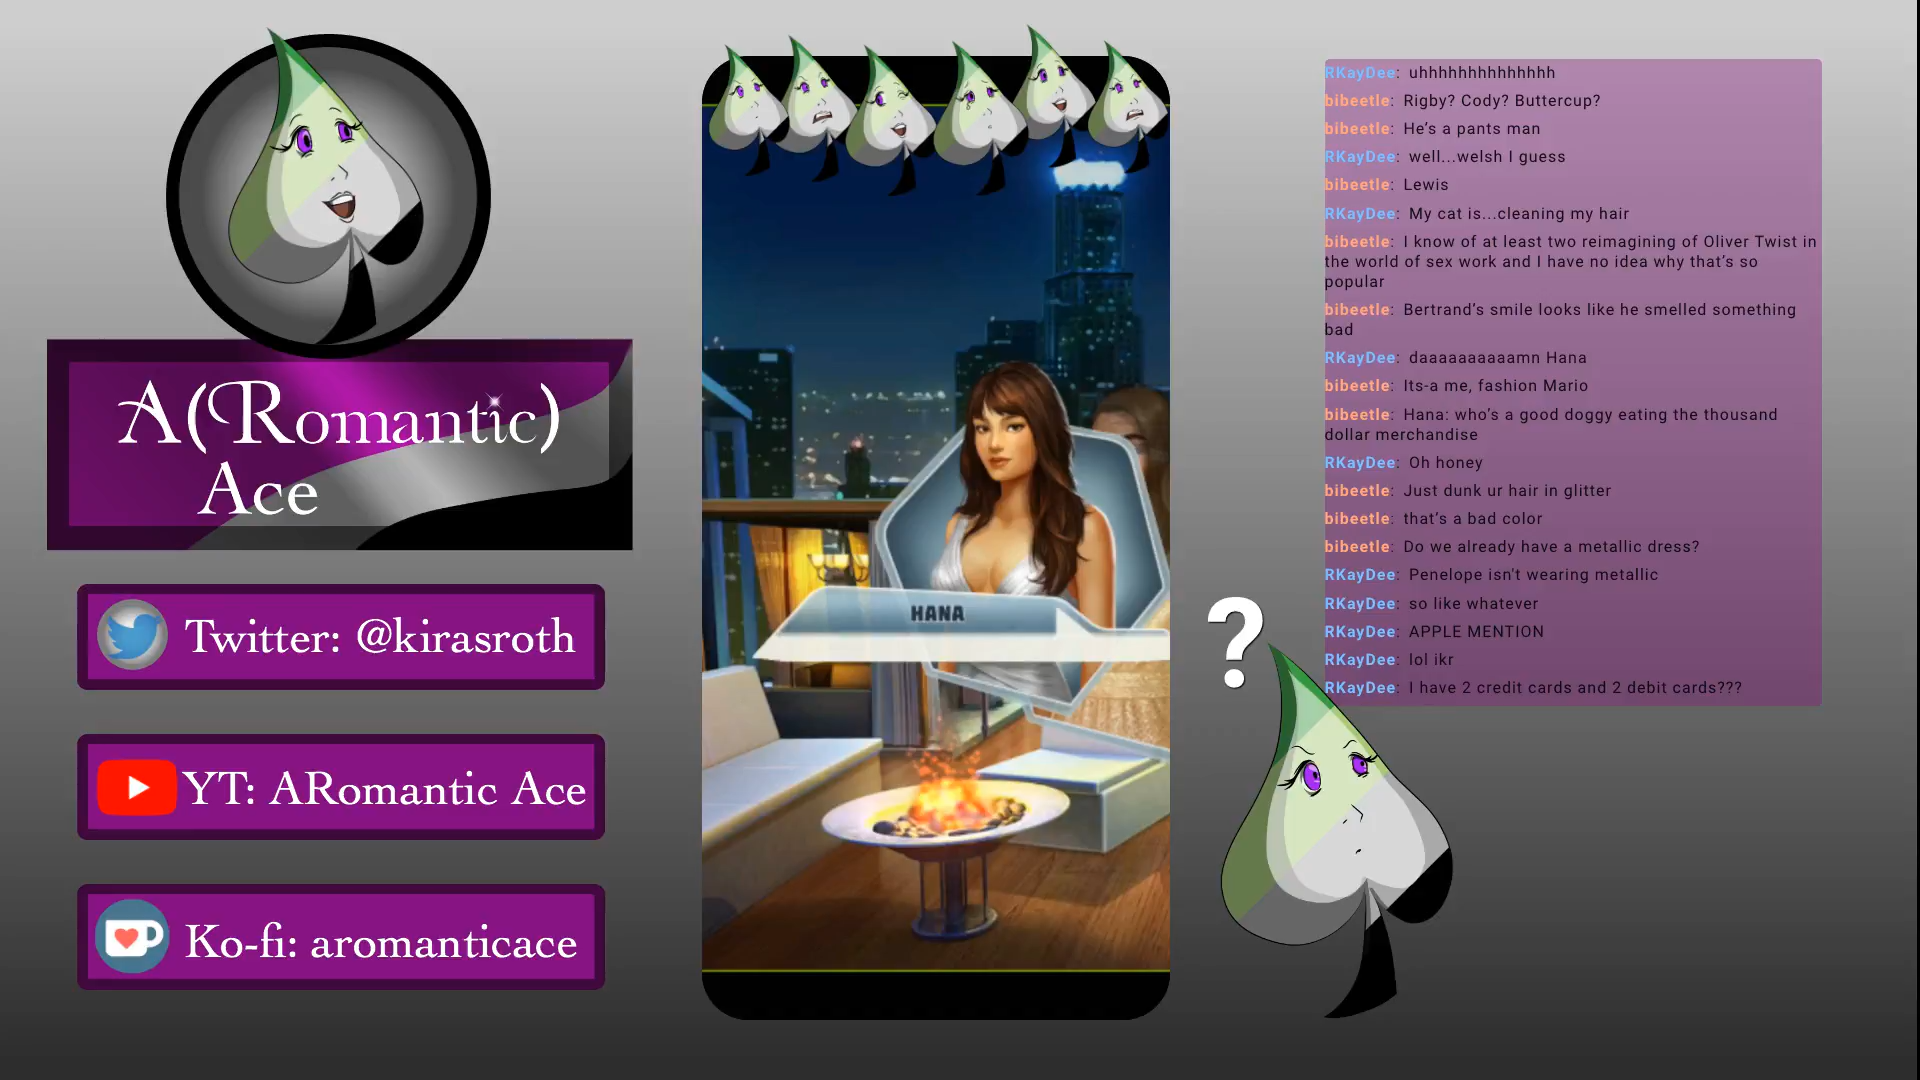 A(Romantic)
Ace
Twitter: @kirasroth
YT: ARomantic Ace
Ko-fi: aromanticace
HANA
?
RKayDee: uhhhhhhhhhhhhhh
bibeetle: Rigby? Cody? Buttercup?
bibeetle: He's a pants man
RKayDee: well...welsh I guess
bibeetle: Lewis
RKayDee: My cat is...cleaning my hair
bibeetle: I know of at least two reimagining of Oliver Twist in
the world of sex work and I have no idea why that's so
popular
bibeetle: Bertrand's smile looks like he smelled something
bad
RKayDee: daaaaaaaaaamn Hana
bibeetle: Its-a me, fashion Mario
bibeetle: Hana: who's a good doggy eating the thousand
dollar merchandise
RKayDee: Oh honey
bibeetle: Just dunk ur hair in glitter
bibeetle: that's a bad color
bibeetle: Do we already have a metallic dress?
RKayDee: Penelope isn't wearing metallic
RKayDee: so like whatever
RKayDee: APPLE MENTION
RKayDee: lol ikr
RKayDee: I have 2 credit cards and 2 debit cards???